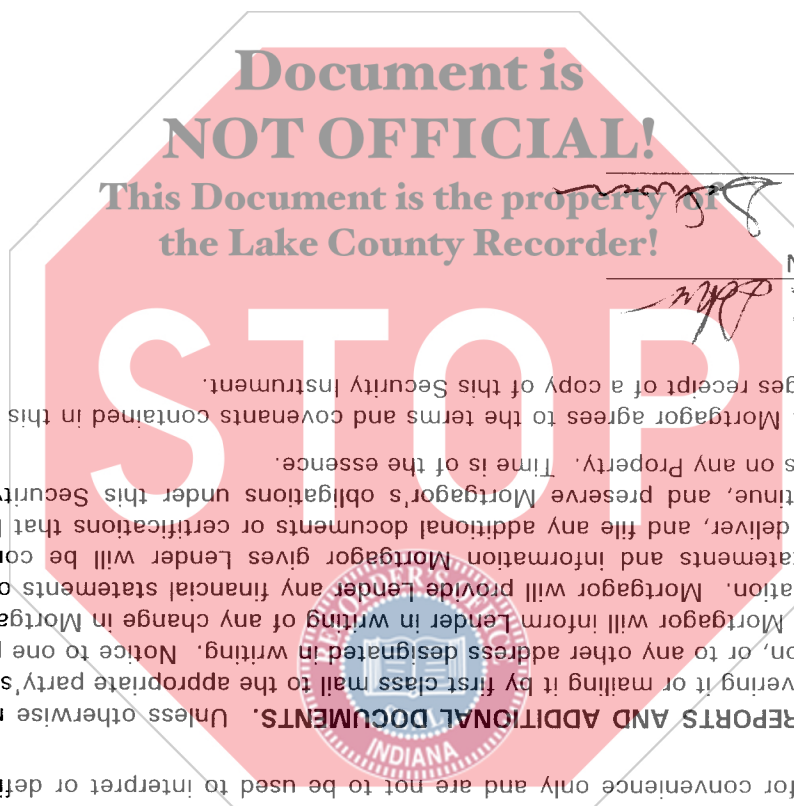 Document is
NOT OFFICIAL!
This Document is the property of
the Lake County Recorder!
STOP
RECORDER'S OFFICE
SEAL
INDIANA
for convenience only and are not to be used to interpret or defi
REPORTS AND ADDITIONAL DOCUMENTS. Unless otherwise
vering it or mailing it by first class mail to the appropriate party's
on, or to any other address designated in writing. Notice to one
Mortgagor will inform Lender in writing of any change in Mortga
ation. Mortgagor will provide Lender any financial statements
atements and information Mortgagor gives Lender will be cor
deliver, and file any additional documents or certifications that
tinue, and preserve Mortgagor's obligations under this Security
s on any Property. Time is of the essence.
Mortgagor agrees to the terms and covenants contained in this
ges receipt of a copy of this Security Instrument.